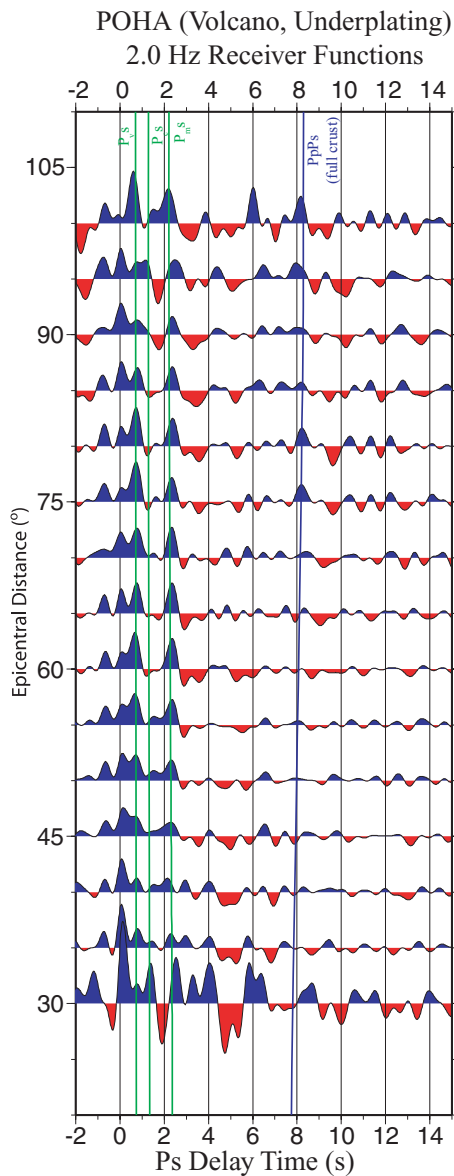 POHA (Volcano, Underplating)
2.0 Hz Receiver Functions
-2 0 2 4 6 8 10 12 14
Pvs
Pms
PpPs
(full crust)
105
90
75
60
45
30
Epicentral Distance (°)
-2 0 2 4 6 8 10 12 14
Ps Delay Time (s)